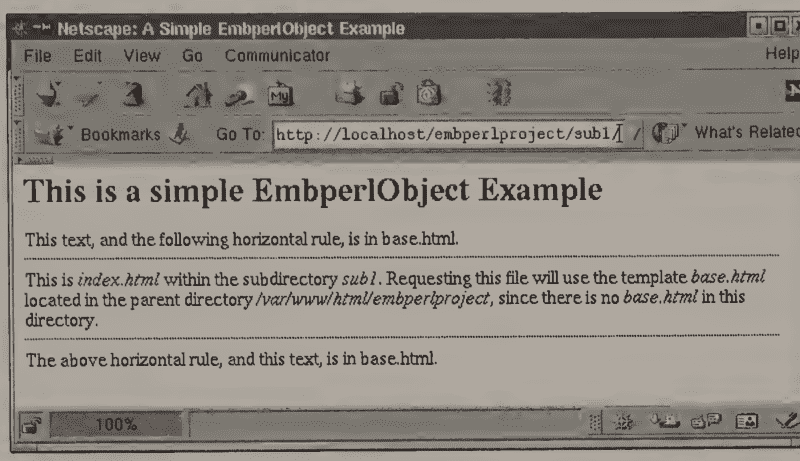 Netscape: A Simple EmbperlObject Example
File Edit View Go Communicator Help
My
N
Bookmarks Go To: http://localhost/embperlproject/sub1/ What's Related
This is a simple EmbperlObject Example
This text, and the following horizontal rule, is in base.html.
This is index.html within the subdirectory sub1. Requesting this file will use the template base.html
located in the parent directory /var/www/html/embperlproject, since there is no base.html in this
directory.
The above horizontal rule, and this text, is in base.html.
100%